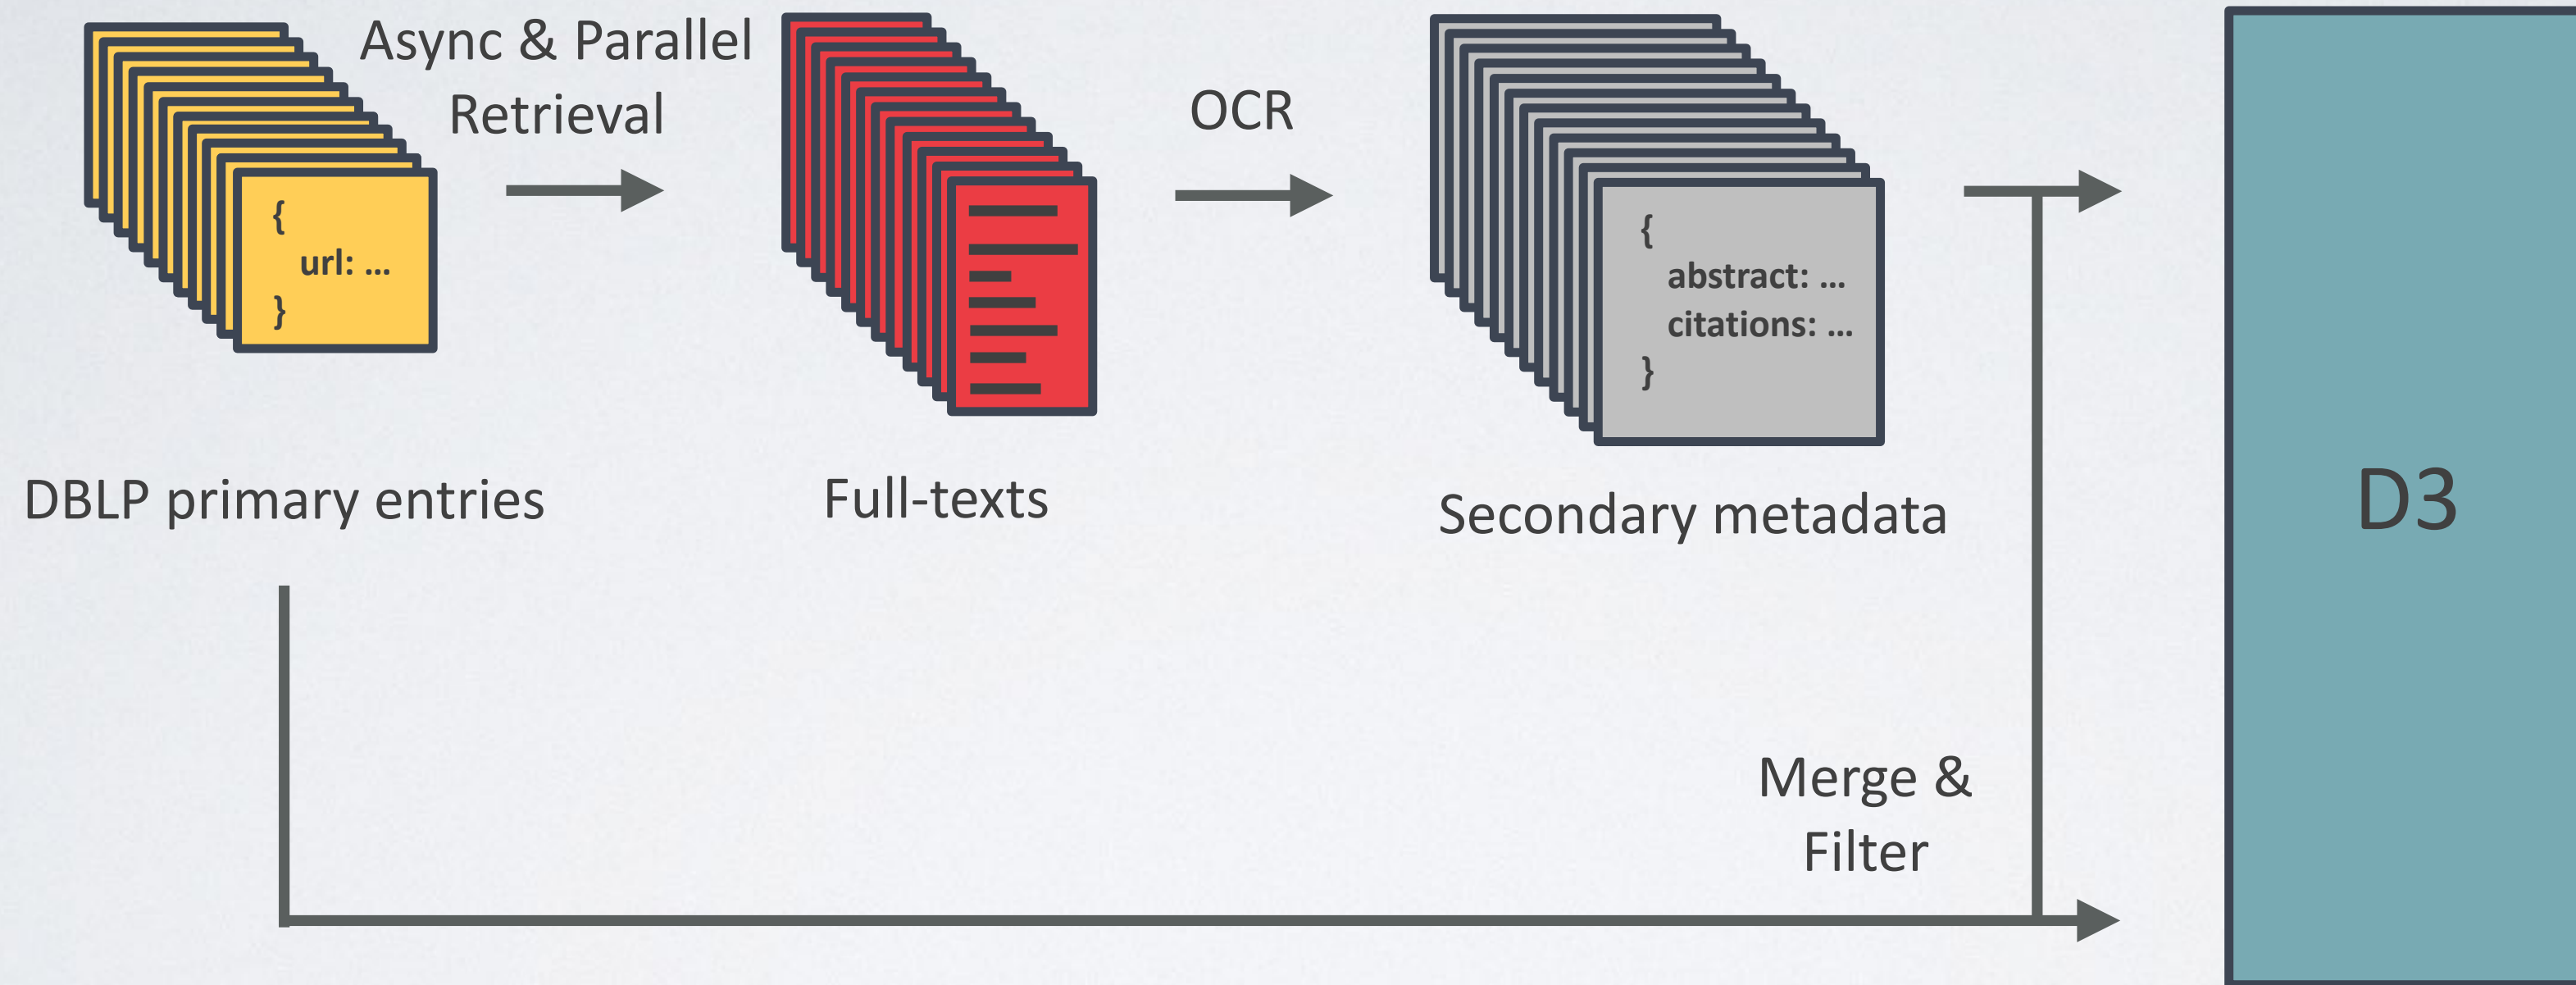 Async & Parallel
Retrieval
OCR
{
url: ...
}
{
abstract: ...
citations: ...
}
DBLP primary entries
Full-texts
Secondary metadata
D3
Merge &
Filter